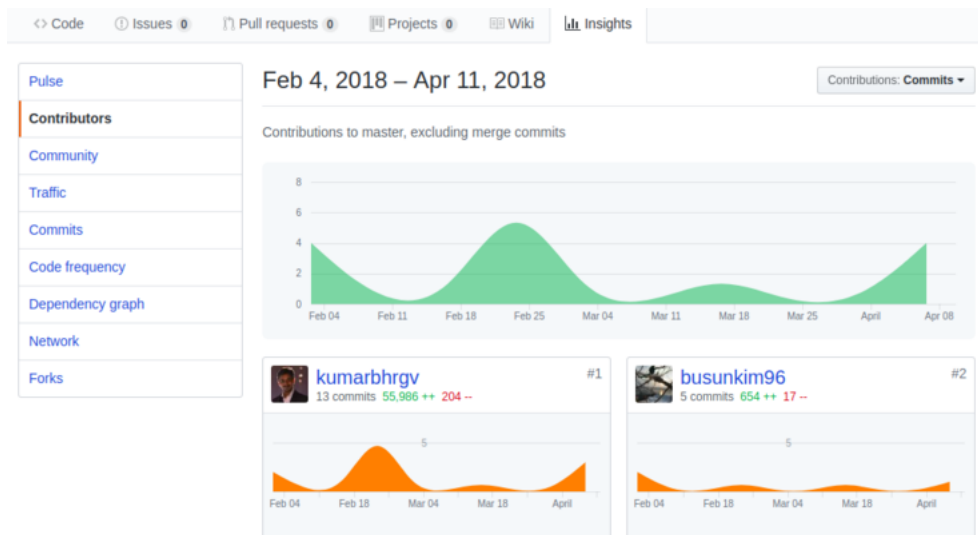 <> Code Issues 0 Pull requests 0 Projects 0 Wiki Insights
Pulse
Contributors
Community
Traffic
Commits
Code frequency
Dependency graph
Network
Forks
Feb 4, 2018 – Apr 11, 2018
Contributions: Commits
Contributions to master, excluding merge commits
8
6
4
2
0
Feb 04 Feb 11 Feb 18 Feb 25 Mar 04 Mar 11 Mar 18 Mar 25 April Apr 08
kumarbhrgv #1
13 commits 55,986 ++ 204 --
5
Feb 04 Feb 18 Mar 04 Mar 18 April
busunkim96 #2
5 commits 654 ++ 17 --
5
Feb 04 Feb 18 Mar 04 Mar 18 April